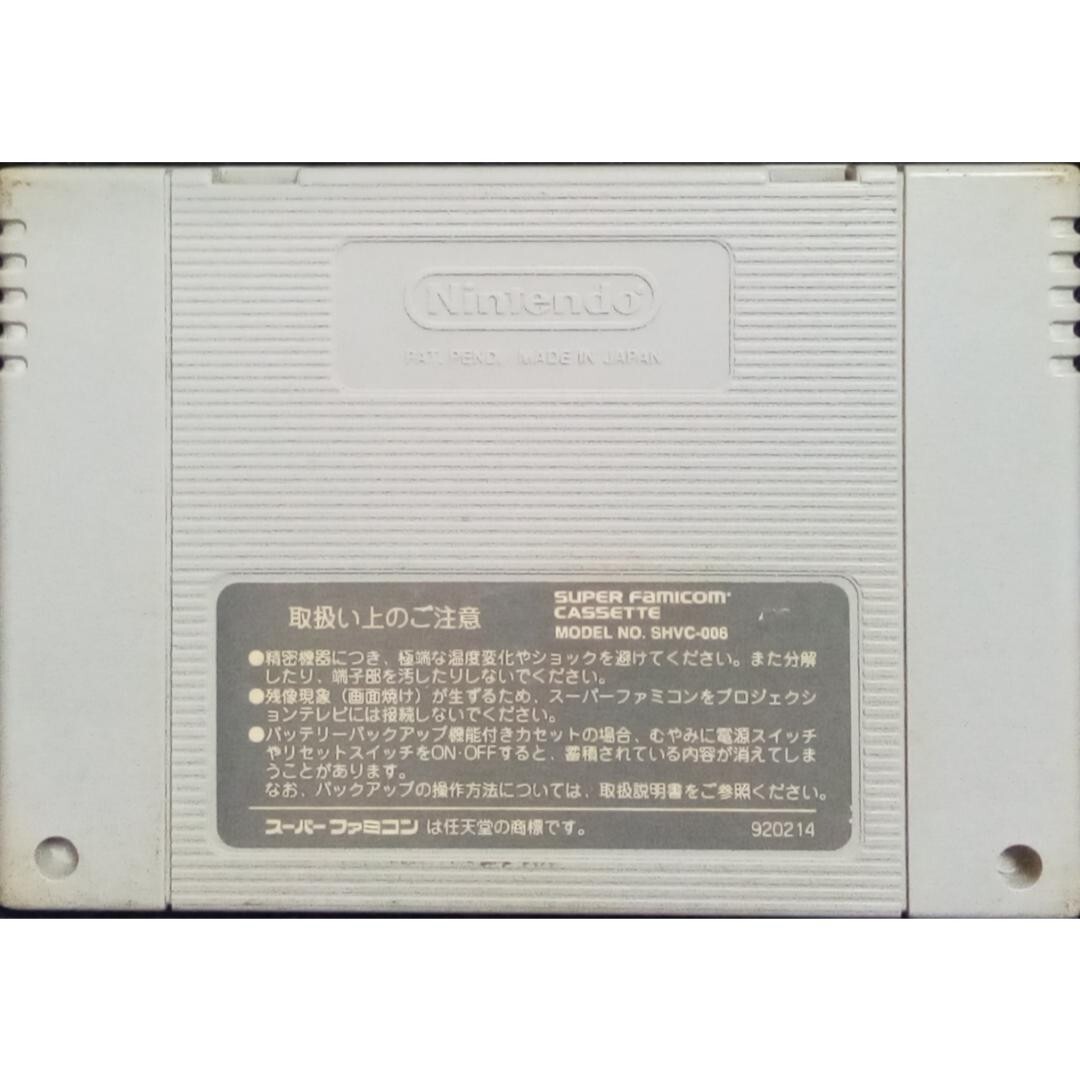 Nintendo
PAT. PEND. MADE IN JAPAN
取扱い上のご注意
SUPER FAMICOM
CASSETTE
MODEL NO. SHVC-006
●精密機器につき、極端な温度変化やショックを避けてください。また分解
したり、端子部を汚したりしないでください。
●残像現象（画面焼け）が生ずるため、スーパーファミコンをプロジェクシ
ョンテレビには接続しないでください。
●バッテリーバックアップ機能付きカセットの場合、むやみに電源スイッチ
やリセットスイッチをON·OFFすると、蓄積されている内容が消えてしま
うことがあります。
なお、バックアップの操作方法については、取扱説明書をご参照ください。
スーパーファミコン は任天堂の商標です。
920214